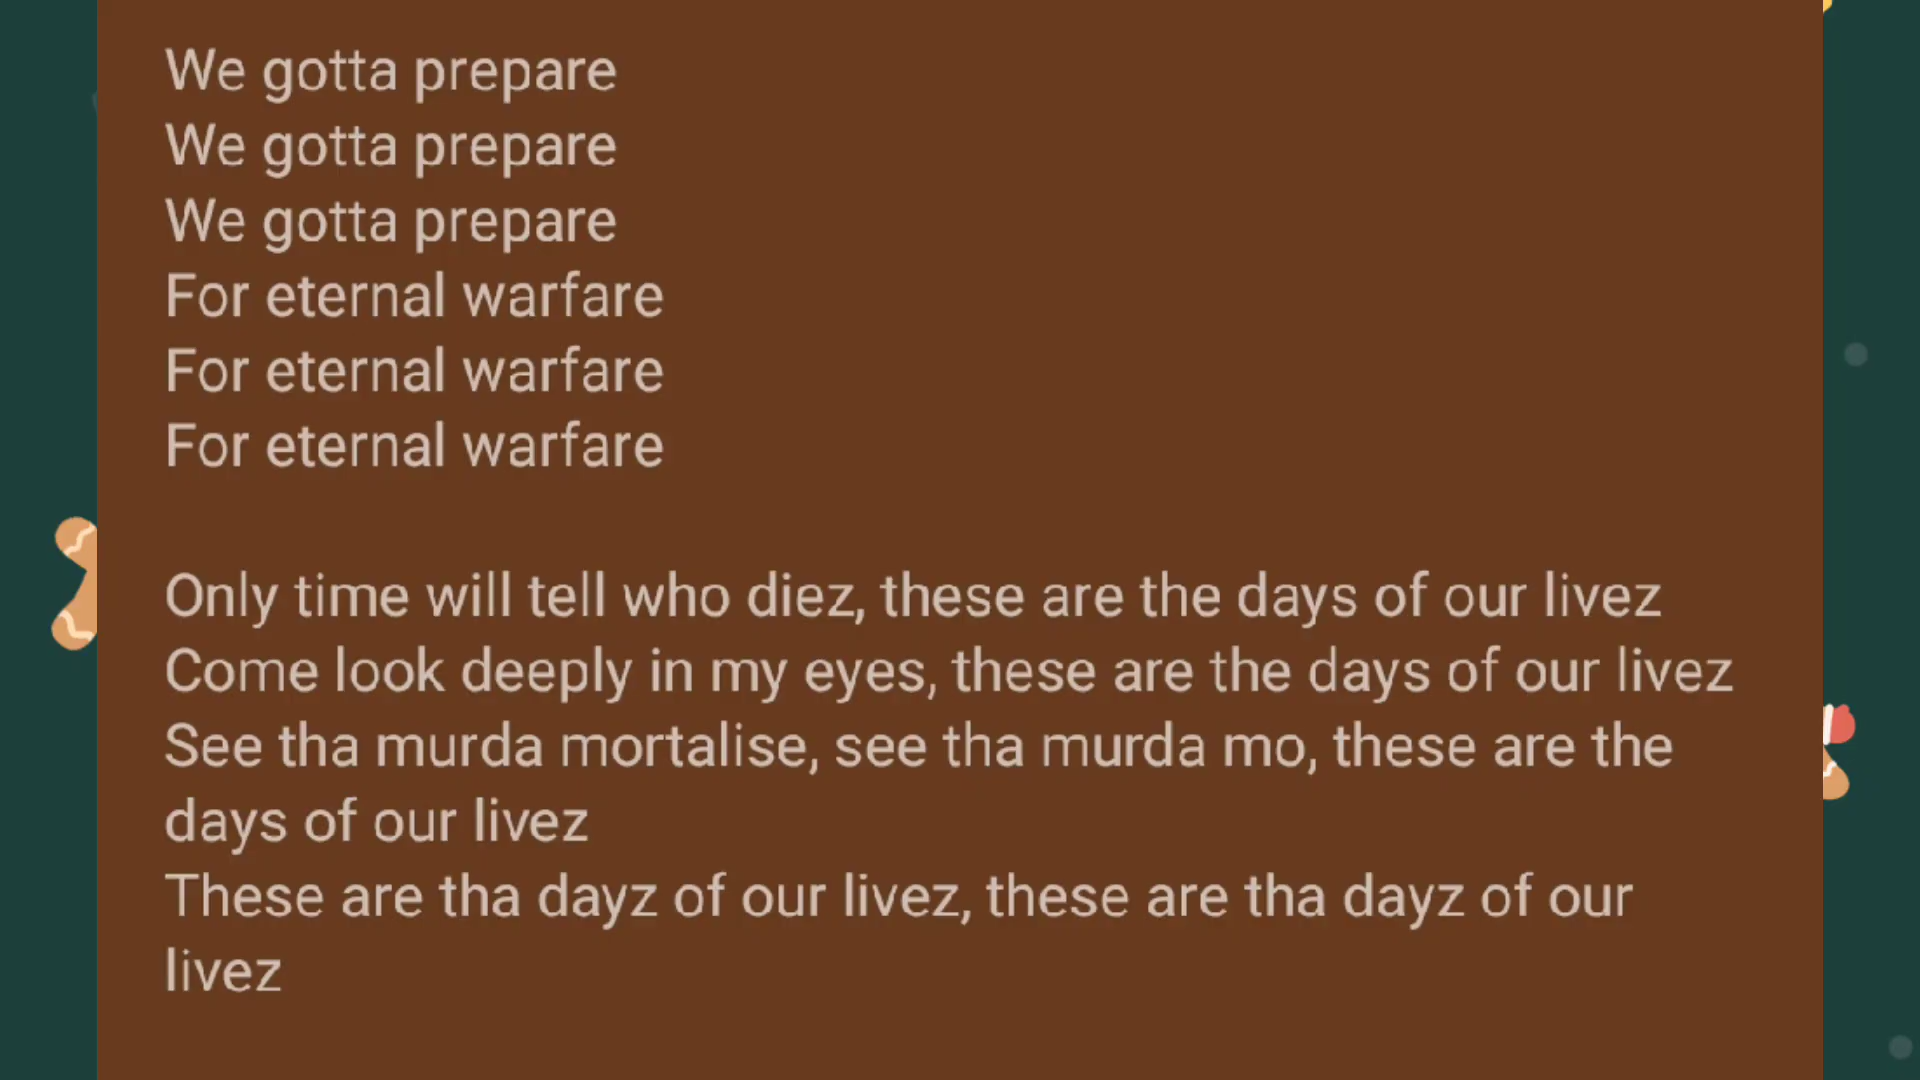 We gotta prepare
We gotta prepare
We gotta prepare
For eternal warfare
For eternal warfare
For eternal warfare
Only time will tell who diez, these are the days of our livez
Come look deeply in my eyes, these are the days of our livez
See tha murda mortalise, see tha murda mo, these are the
days of our livez
These are tha dayz of our livez, these are tha dayz of our
livez